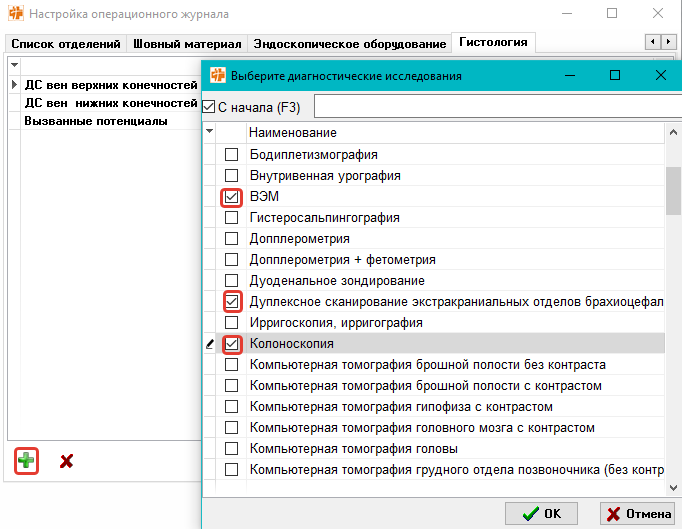 Настройка операционного журнала
Список отделений
Шовный материал
Эндоскопическое оборудование
Гистология
ДС вен верхних конечностей
ДС вен нижних конечностей
Вызванные потенциалы
Выберите диагностические исследования
С начала (F3)
Наименование
Бодиплетизмография
Внутривенная урография
ВЭМ
Гистеросальпингография
Допплерометрия
Допплерометрия + фетометрия
Дуоденальное зондирование
Дуплексное сканирование экстракраниальных отделов брахиоцефал
Ирригоскопия, ирригография
Колоноскопия
Компьютерная томография брошной полости без контраста
Компьютерная томография брошной полости с контрастом
Компьютерная томография гипофиза с контрастом
Компьютерная томография головного мозга с контрастом
Компьютерная томография головы
Компьютерная томография грудного отдела позвоночника (без контр
OK
Отмена